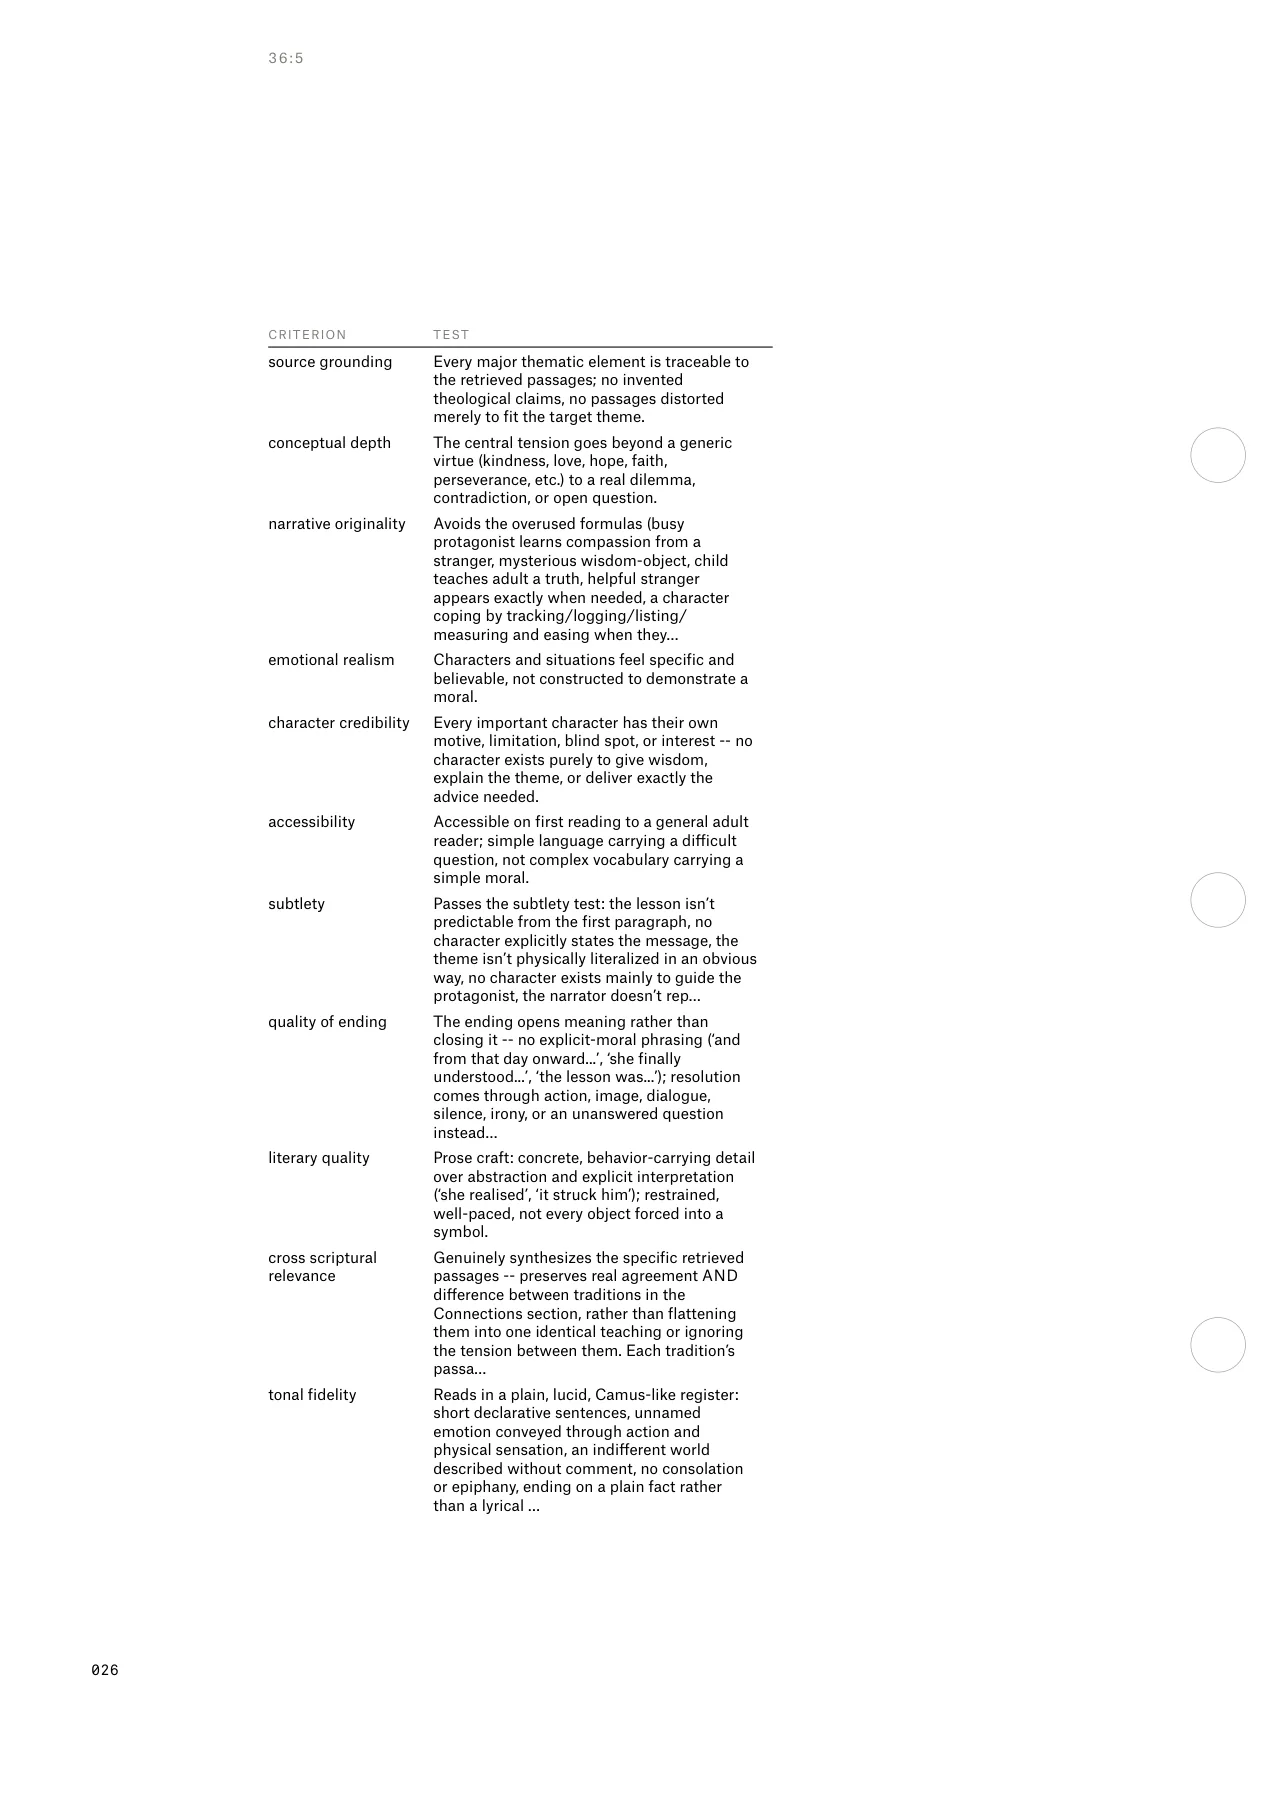 36:5
CRITERION TEST
source grounding Every major thematic element is traceable to
the retrieved passages; no invented
theological claims, no passages distorted
merely to fit the target theme.
conceptual depth The central tension goes beyond a generic
virtue (kindness, love, hope, faith,
perseverance, etc.) to a real dilemma,
contradiction, or open question.
narrative originality Avoids the overused formulas (busy
protagonist learns compassion from a
stranger, mysterious wisdom-object, child
teaches adult a truth, helpful stranger
appears exactly when needed, a character
coping by tracking/logging/listing/
measuring and easing when they...
emotional realism Characters and situations feel specific and
believable, not constructed to demonstrate a
moral.
character credibility Every important character has their own
motive, limitation, blind spot, or interest -- no
character exists purely to give wisdom,
explain the theme, or deliver exactly the
advice needed.
accessibility Accessible on first reading to a general adult
reader; simple language carrying a difficult
question, not complex vocabulary carrying a
simple moral.
subtlety Passes the subtlety test: the lesson isn't
predictable from the first paragraph, no
character explicitly states the message, the
theme isn't physically literalized in an obvious
way, no character exists mainly to guide the
protagonist, the narrator doesn't rep...
quality of ending The ending opens meaning rather than
closing it -- no explicit-moral phrasing ('and
from that day onward...', 'she finally
understood...', 'the lesson was...'); resolution
comes through action, image, dialogue,
silence, irony, or an unanswered question
instead...
literary quality Prose craft: concrete, behavior-carrying detail
over abstraction and explicit interpretation
('she realised', 'it struck him'); restrained,
well-paced, not every object forced into a
symbol.
cross scriptural Genuinely synthesizes the specific retrieved
relevance passages -- preserves real agreement AND
difference between traditions in the
Connections section, rather than flattening
them into one identical teaching or ignoring
the tension between them. Each tradition's
passa...
tonal fidelity Reads in a plain, lucid, Camus-like register:
short declarative sentences, unnamed
emotion conveyed through action and
physical sensation, an indifferent world
described without comment, no consolation
or epiphany, ending on a plain fact rather
than a lyrical ...
026